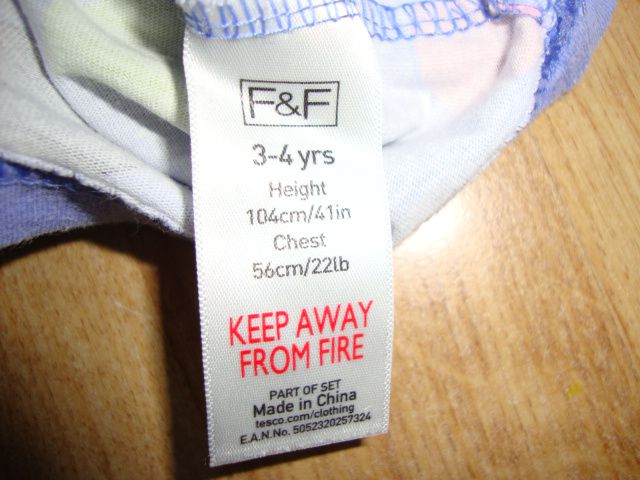 F&F
3-4 yrs
Height
104cm/41in
Chest
56cm/22lb
KEEP AWAY
FROM FIRE
PART OF SET
Made in China
tesco.com/clothing
E.A.N.No. 5052320257324